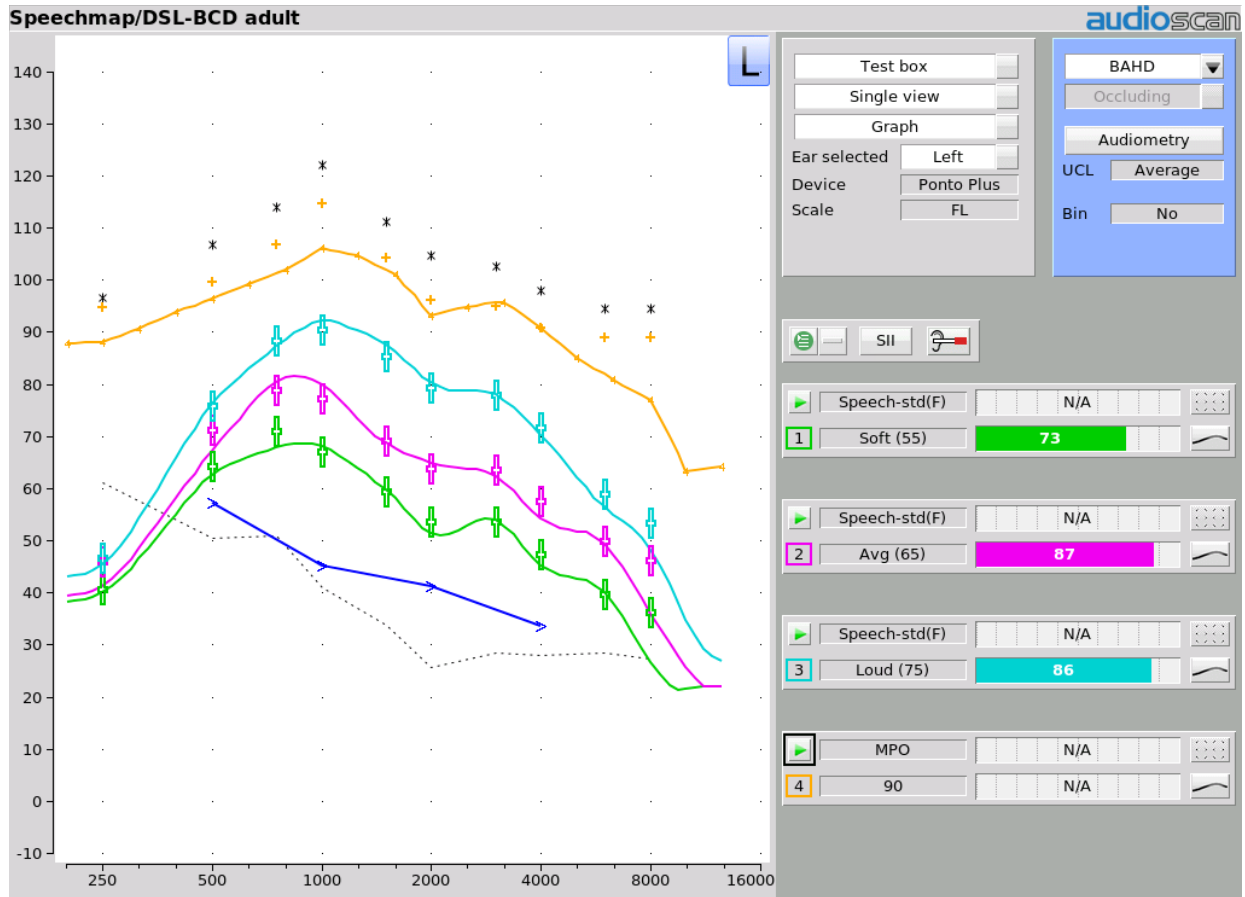 Speechmap/DSL-BCD adult
audioscan
L
140
130
120
110
100
90
80
70
60
50
40
30
20
10
0
-10
250 500 1000 2000 4000 8000 16000
Test box
Single view
Graph
Ear selected Left
Device Ponto Plus
Scale FL
BAHD
Occluding
Audiometry
UCL Average
Bin No
SII
Speech-std(F) N/A
1 Soft (55) 73
Speech-std(F) N/A
2 Avg (65) 87
Speech-std(F) N/A
3 Loud (75) 86
MPO N/A
4 90 N/A